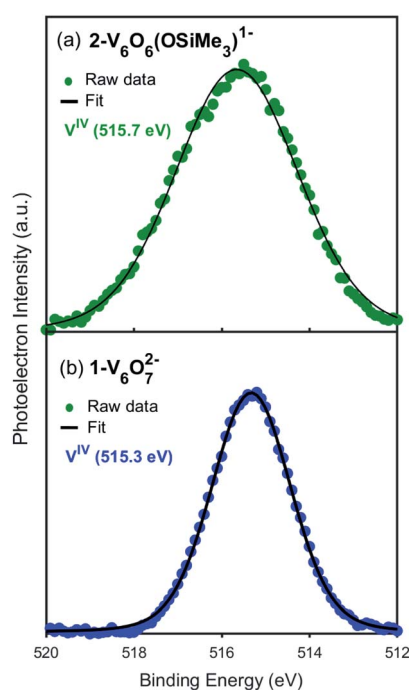 Photoelectron Intensity (a.u.)
(a) 2-V₆O₆(OSiMe₃)¹⁻
Raw data
Fit
Vᴵⱽ (515.7 eV)
(b) 1-V₆O₇²⁻
Raw data
Fit
Vᴵⱽ (515.3 eV)
520 518 516 514 512
Binding Energy (eV)